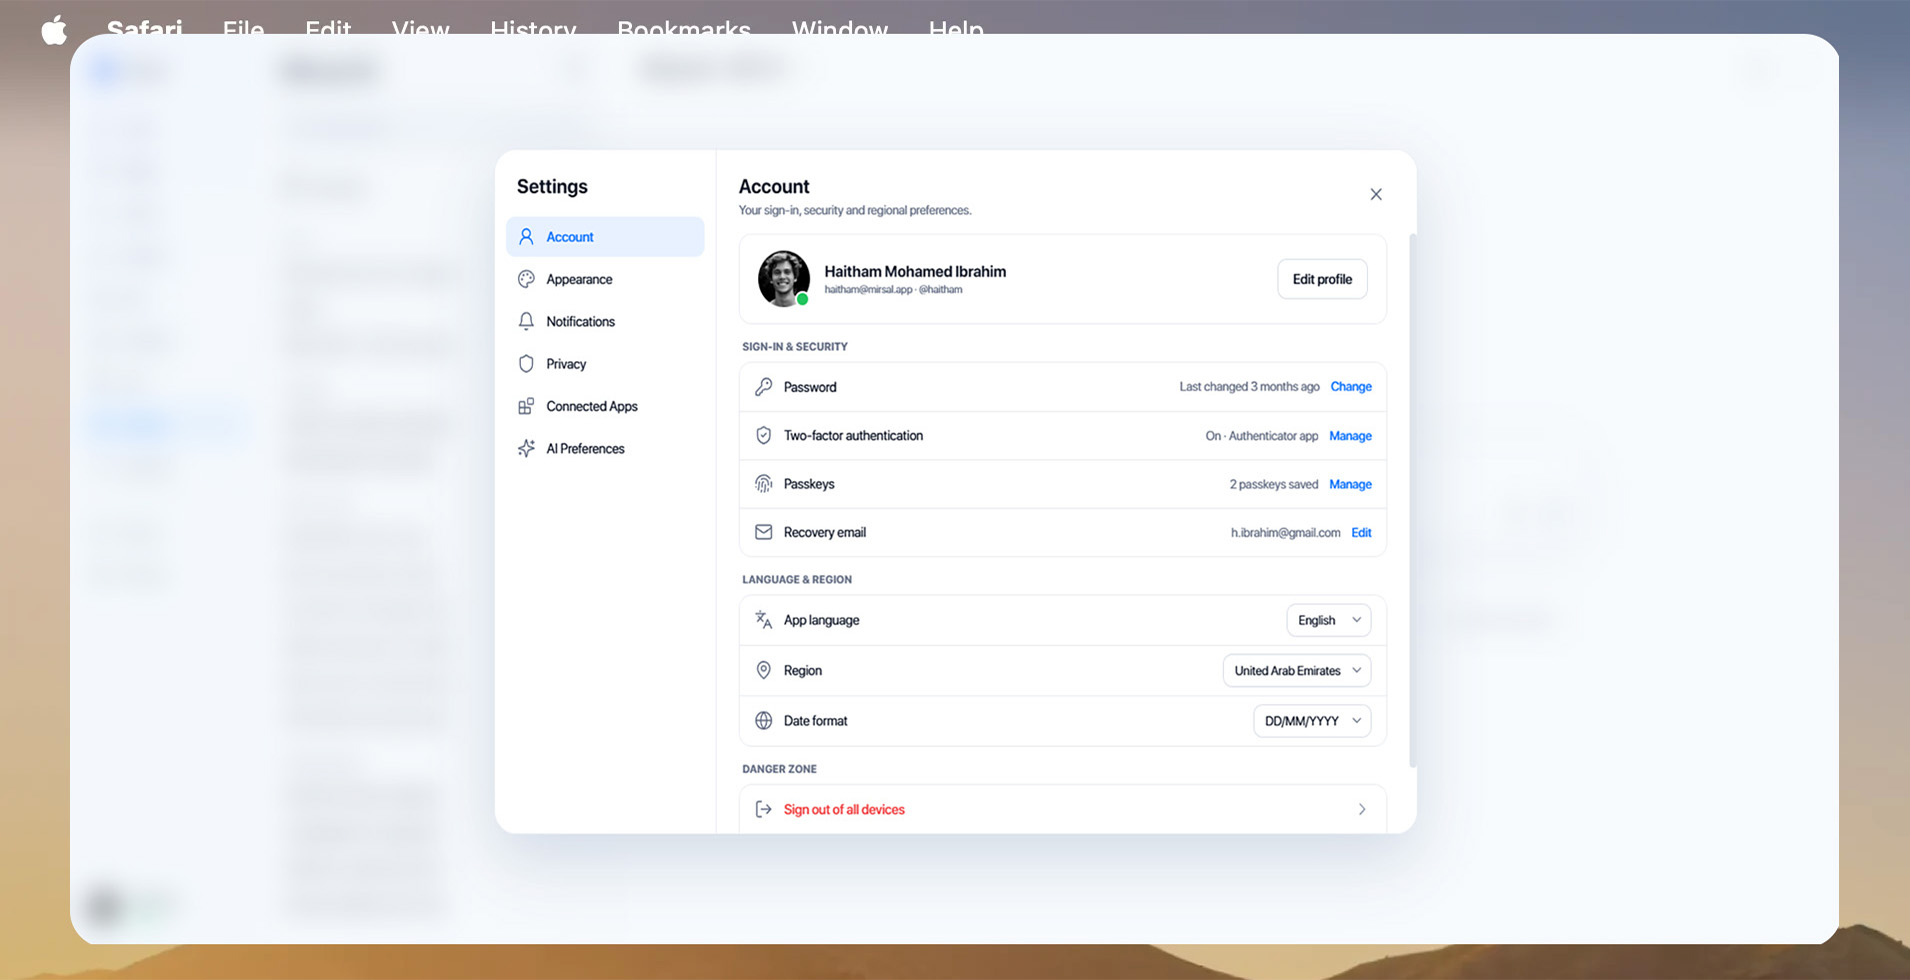 Safari File Edit View History Bookmarks Window Help
Settings
Account
Appearance
Notifications
Privacy
Connected Apps
AI Preferences
Account
Your sign-in, security and regional preferences.
Haitham Mohamed Ibrahim
haitham@mirsal.app · @haitham
Edit profile
SIGN-IN & SECURITY
Password Last changed 3 months ago Change
Two-factor authentication On · Authenticator app Manage
Passkeys 2 passkeys saved Manage
Recovery email h.ibrahim@gmail.com Edit
LANGUAGE & REGION
App language English
Region United Arab Emirates
Date format DD/MM/YYYY
DANGER ZONE
Sign out of all devices